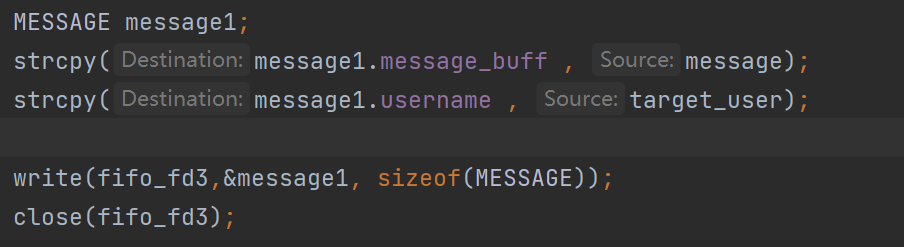 MESSAGE message1;
strcpy( Destination: message1.message_buff , Source: message);
strcpy( Destination: message1.username , Source: target_user);
write(fifo_fd3,&message1, sizeof(MESSAGE));
close(fifo_fd3);